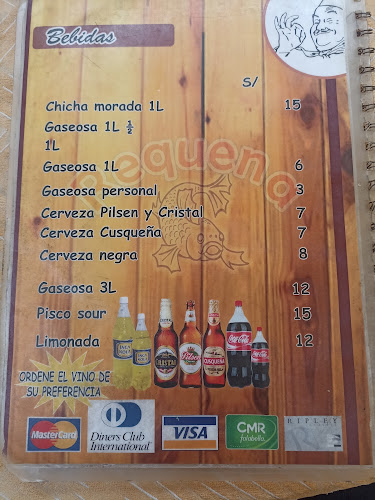 Bebidas
S/
Chicha morada 1L 15
Gaseosa 1L ½
1L
Gaseosa 1L 6
Gaseosa personal 3
Cerveza Pilsen y Cristal 7
Cerveza Cusqueña 7
Cerveza negra 8
Gaseosa 3L 12
Pisco sour 15
Limonada 12
ORDENE EL VINO DE
SU PREFERENCIA
MasterCard
Diners Club
International
VISA
CMR
falabella
RIPLEY